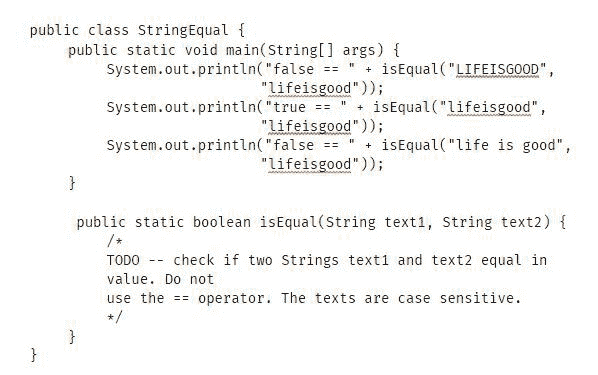 public class StringEqual {
public static void main(String[] args) {
System.out.println("false == " + isEqual("LIFEISGOOD",
"lifeisgood"));
System.out.println("true == " + isEqual("lifeisgood",
"lifeisgood"));
System.out.println("false == " + isEqual("life is good",
"lifeisgood"));
}
public static boolean isEqual(String text1, String text2) {
/*
TODO -- check if two Strings text1 and text2 equal in
value. Do not
use the == operator. The texts are case sensitive.
*/
}
}